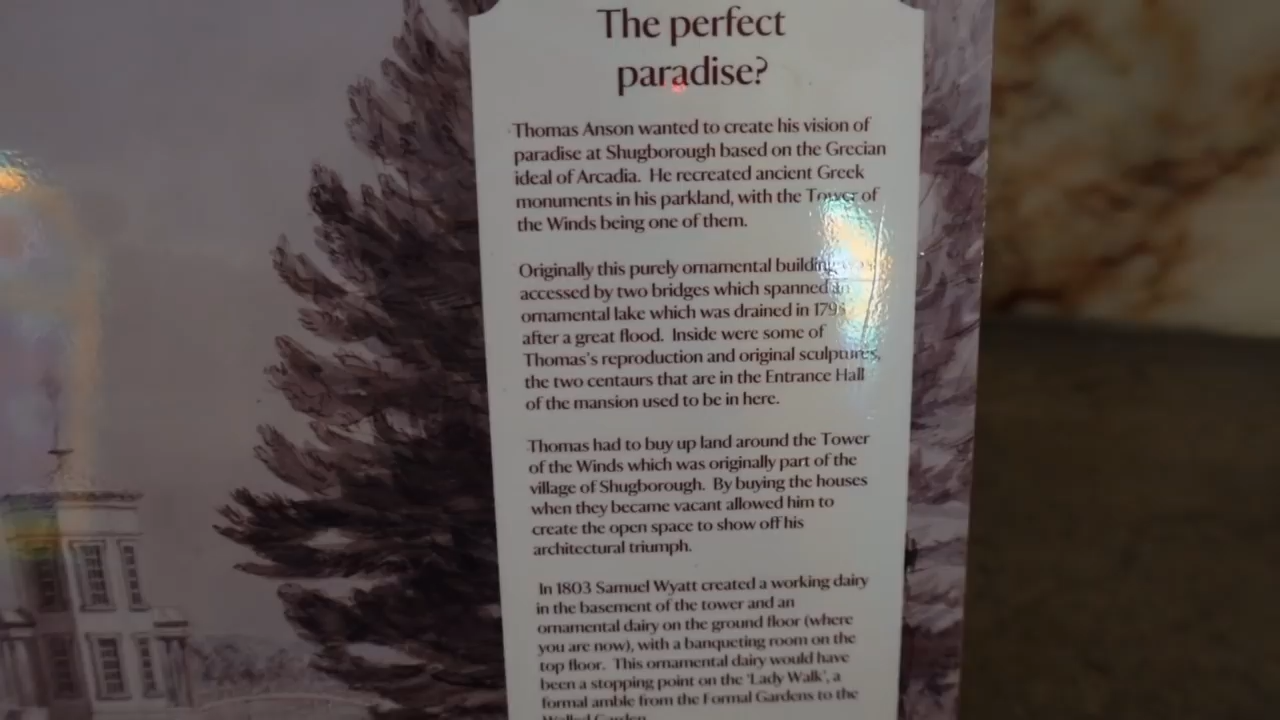 The perfect
paradise?
Thomas Anson wanted to create his vision of
paradise at Shugborough based on the Grecian
ideal of Arcadia. He recreated ancient Greek
monuments in his parkland, with the Tower of
the Winds being one of them.
Originally this purely ornamental building
accessed by two bridges which spanned an
ornamental lake which was drained in
after a great flood. Inside were some of
Thomas's reproduction and original sculptures,
the two centaurs that are in the Entrance Hall
of the mansion used to be in here.
Thomas had to buy up land around the Tower
of the Winds which was originally part of the
village of Shugborough. By buying the houses
when they became vacant allowed him to
create the open space to show off his
architectural triumph.
In 1803 Samuel Wyatt created a working dairy
in the basement of the tower and an
ornamental dairy on the ground floor (where
you are now), with a banqueting room on the
top floor. This ornamental dairy would have
been a stopping point on the 'Lady Walk', a
formal amble from the Formal Gardens to the
Walled Garden